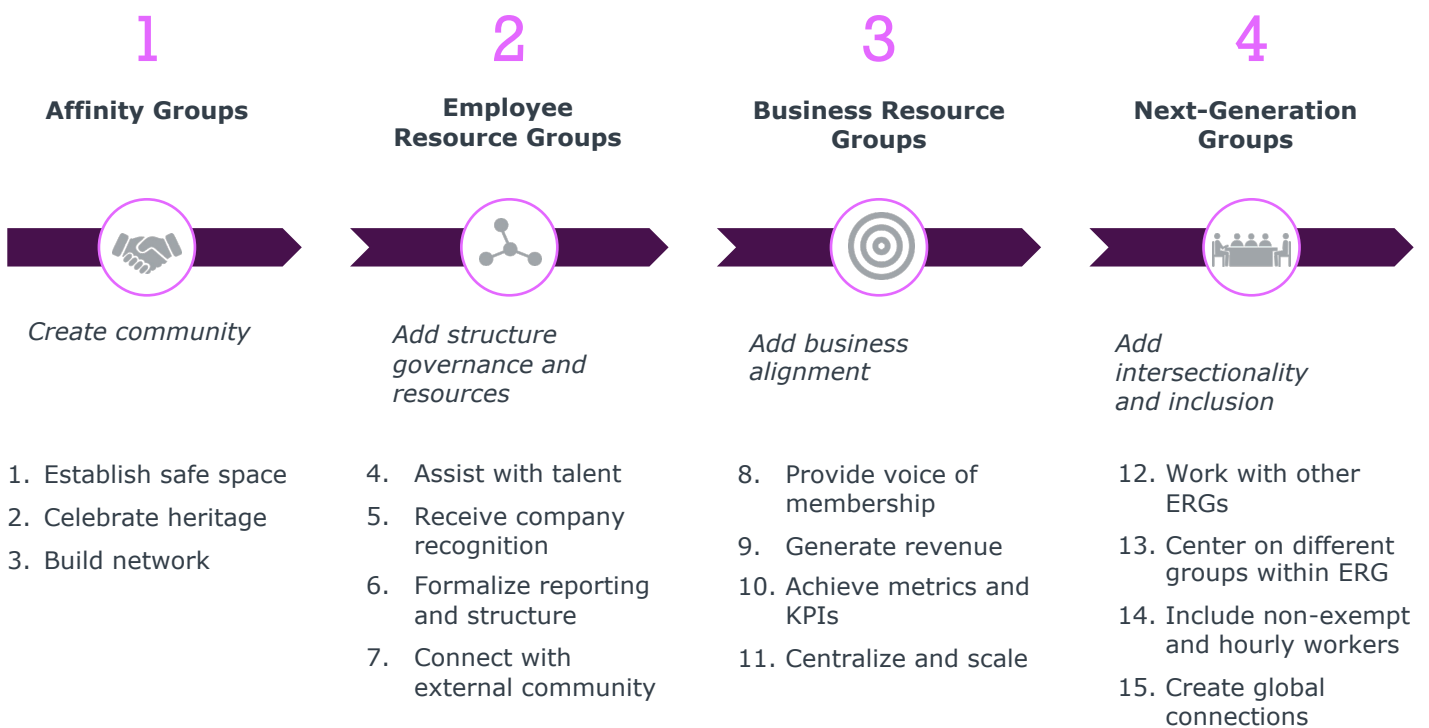 1
Affinity Groups
Create community
1. Establish safe space
2. Celebrate heritage
3. Build network
2
Employee
Resource Groups
Add structure
governance and
resources
4. Assist with talent
5. Receive company
recognition
6. Formalize reporting
and structure
7. Connect with
external community
3
Business Resource
Groups
Add business
alignment
8. Provide voice of
membership
9. Generate revenue
10. Achieve metrics and
KPIs
11. Centralize and scale
4
Next-Generation
Groups
Add
intersectionality
and inclusion
12. Work with other
ERGs
13. Center on different
groups within ERG
14. Include non-exempt
and hourly workers
15. Create global
connections